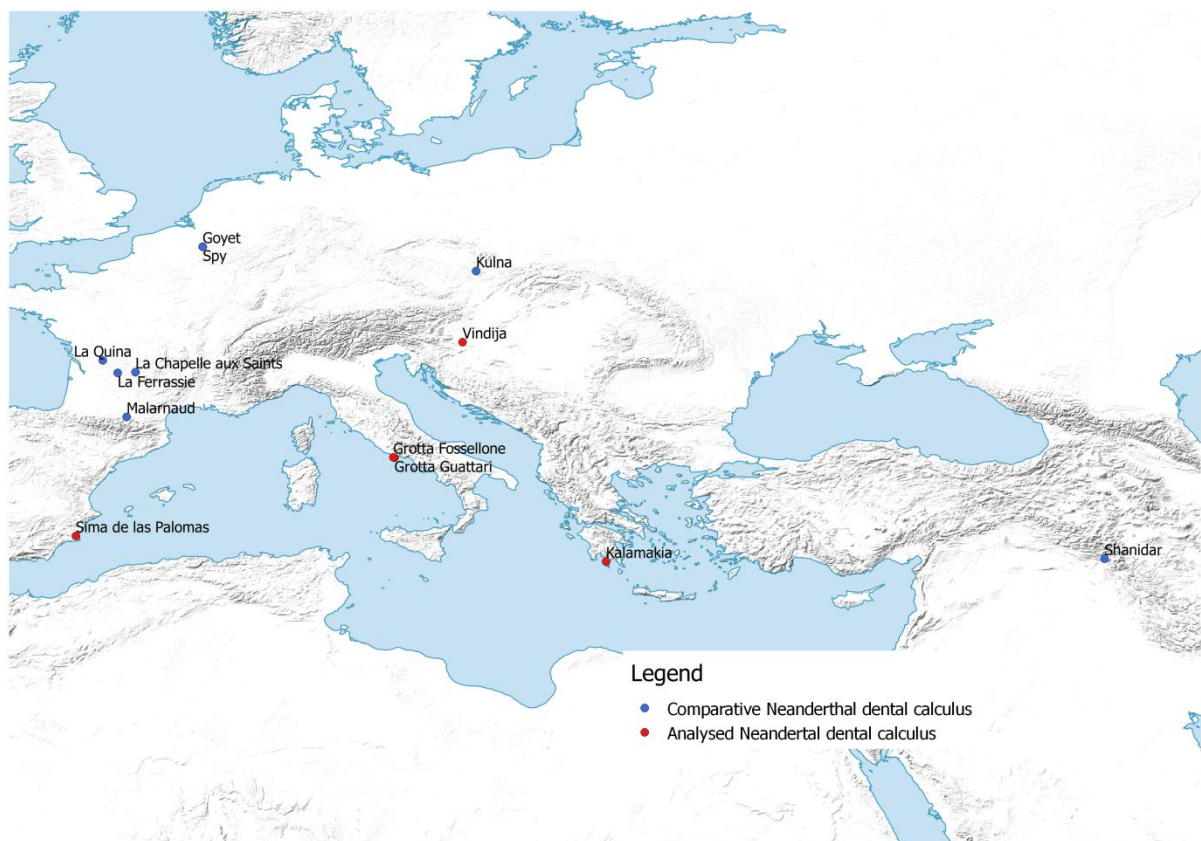 Goyet
Spy
Kulna
Vindija
La Quina
La Chapelle aux Saints
La Ferrassie
Malarnaud
Grotta Fossellone
Grotta Guattari
Sima de las Palomas
Kalamakia
Shanidar
Legend
Comparative Neanderthal dental calculus
Analysed Neandertal dental calculus